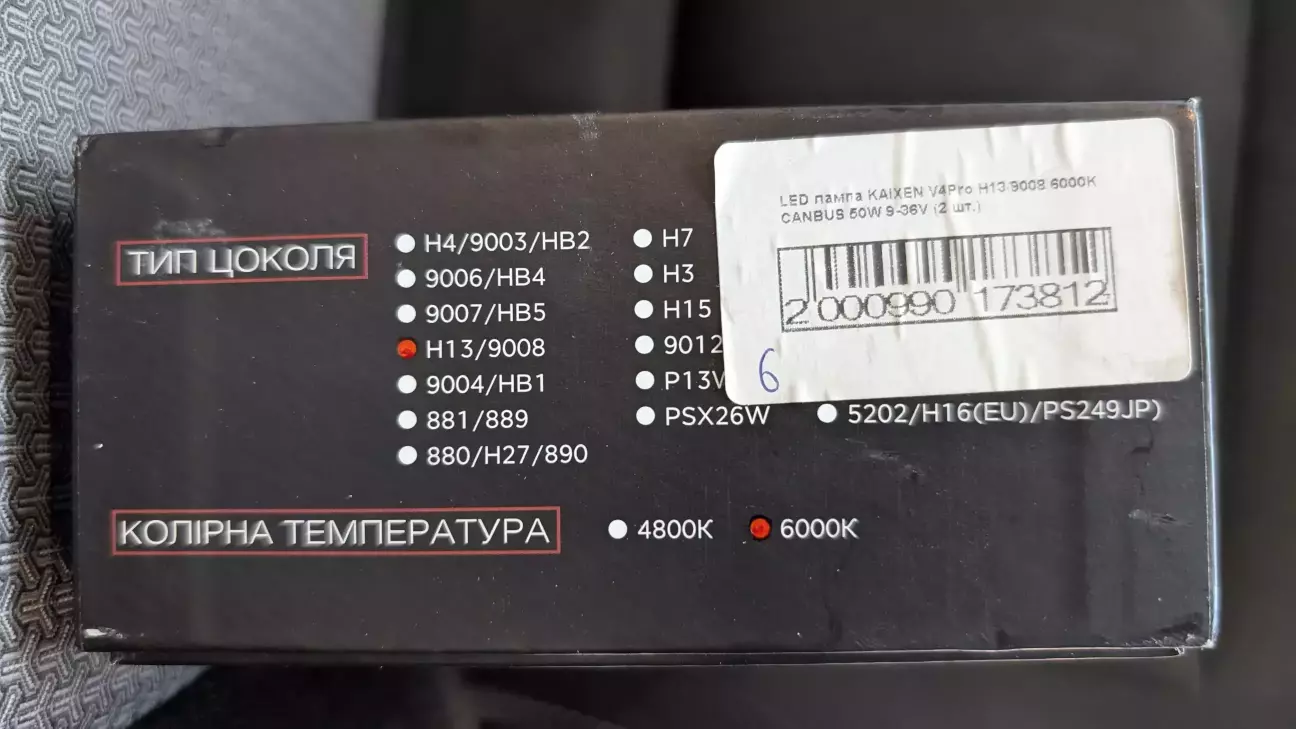 LED лампа KAIXEN V4Pro H13/9008 6000K
CANBUS 50W 9-36V (2 шт.)
2 000990 173812
6
ТИП ЦОКОЛЯ
H4/9003/HB2
9006/HB4
9007/HB5
H13/9008
9004/HB1
881/889
880/H27/890
H7
H3
H15
9012
PSX26W
5202/H16(EU)/PS249JP)
КОЛІРНА ТЕМПЕРАТУРА
4800K
6000K